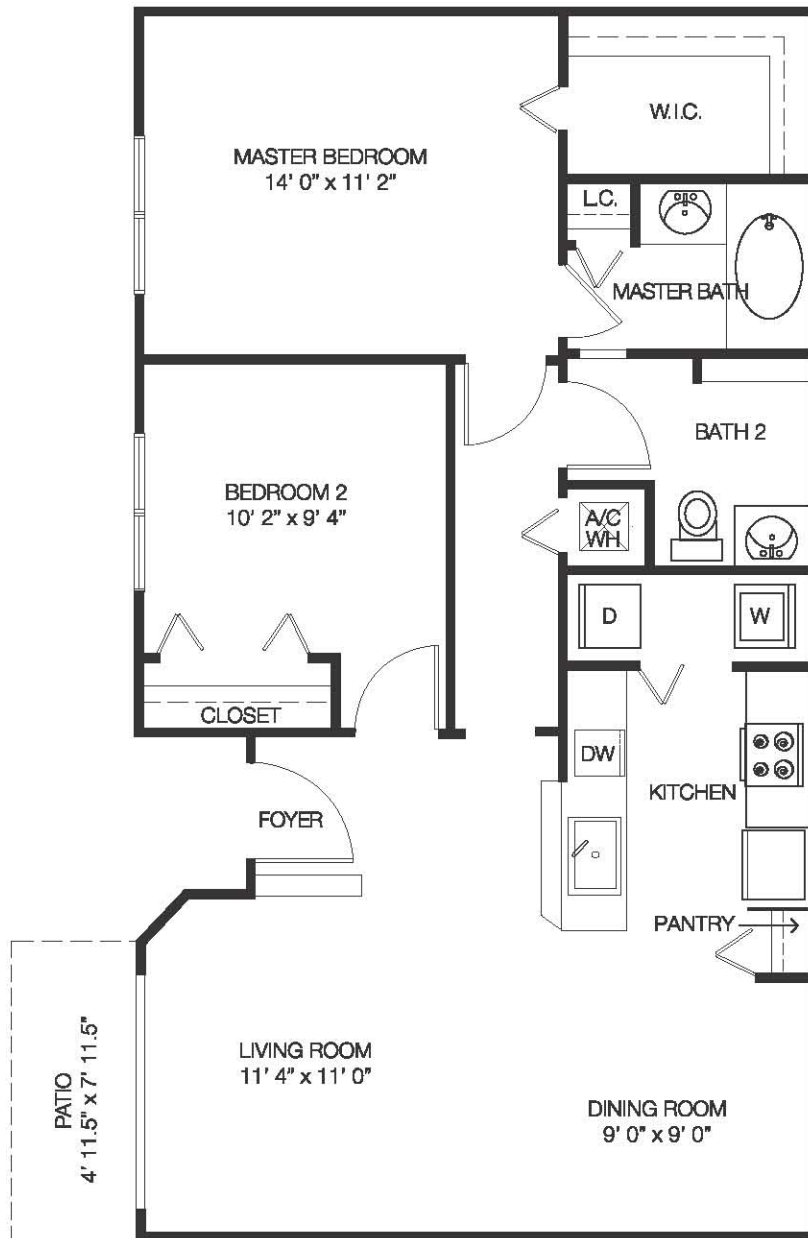 W.I.C.
MASTER BEDROOM
14' 0" x 11' 2"
L.C.
MASTER BATH
BATH 2
BEDROOM 2
10' 2" x 9' 4"
A/C
WH
D
W
CLOSET
DW
KITCHEN
FOYER
PANTRY
LIVING ROOM
11' 4" x 11' 0"
PATIO
4' 11.5" x 7' 11.5"
DINING ROOM
9' 0" x 9' 0"